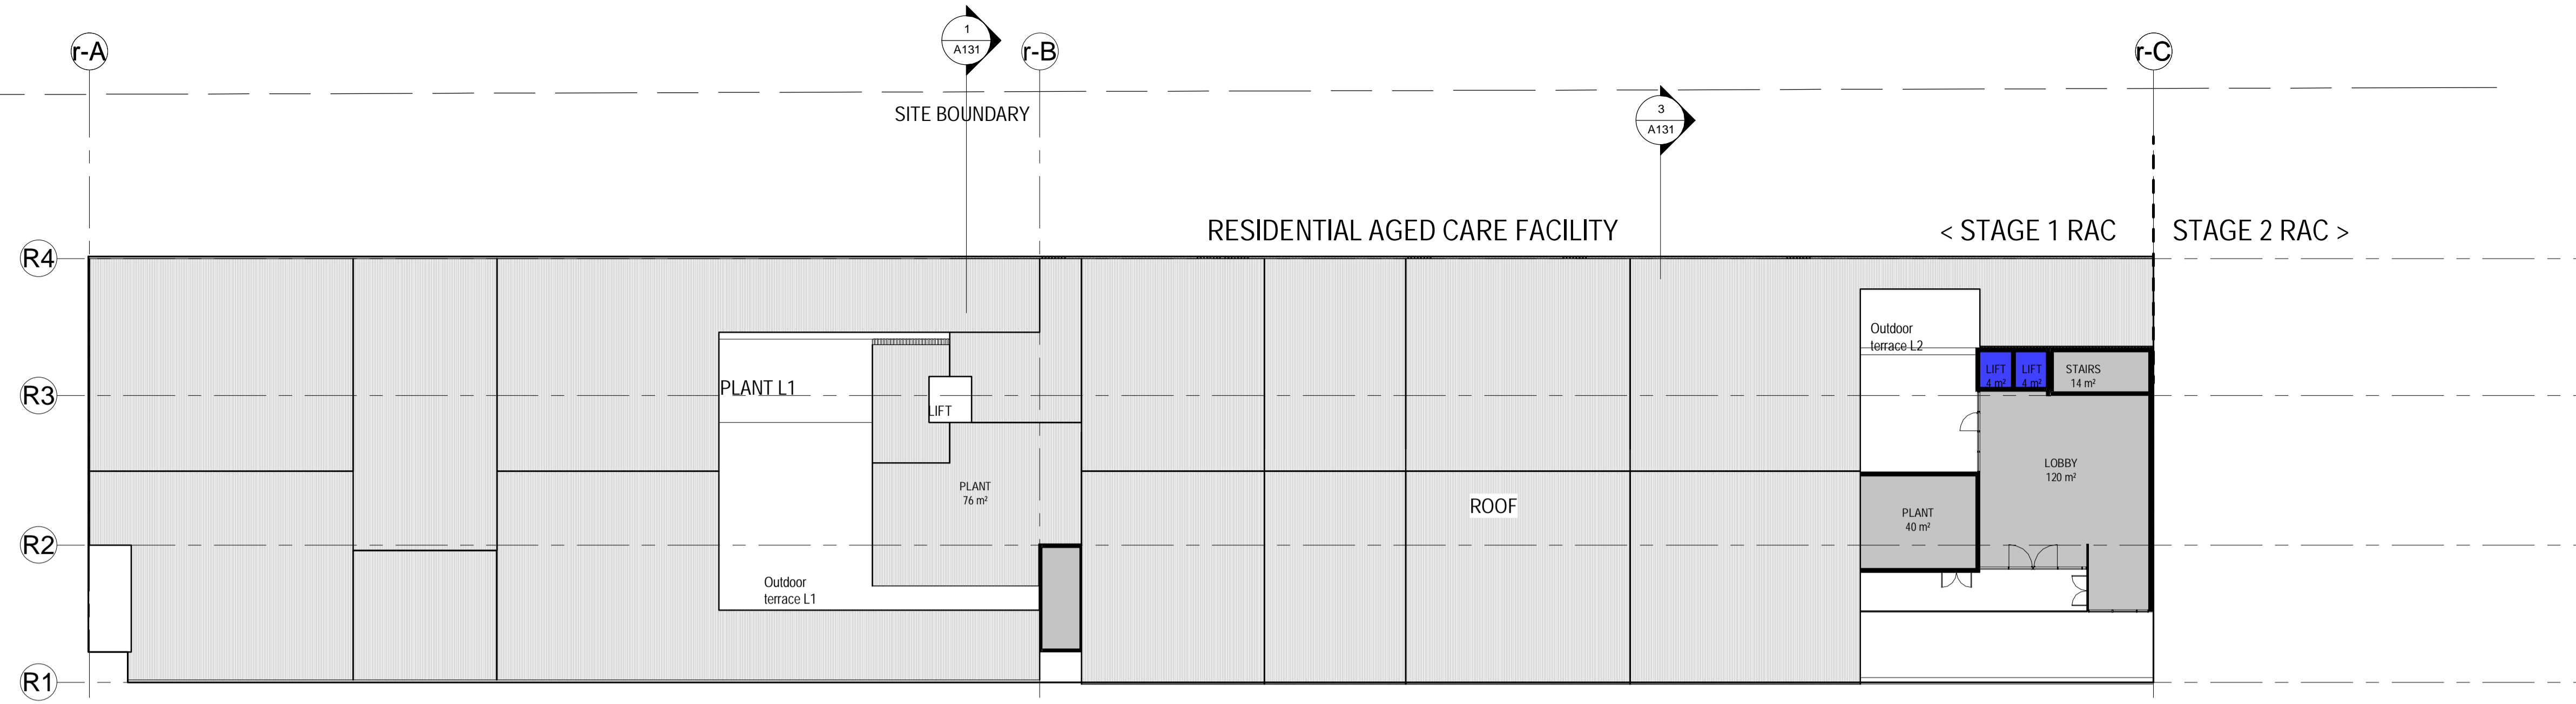 1
A131
r-A
r-B
r-C
SITE BOUNDARY
3
A131
RESIDENTIAL AGED CARE FACILITY
< STAGE 1 RAC
STAGE 2 RAC >
R4
Outdoor
terrace L2
LIFT
4 m²
LIFT
4 m²
STAIRS
14 m²
PLANT L1
R3
LIFT
LOBBY
120 m²
PLANT
76 m²
ROOF
PLANT
40 m²
R2
Outdoor
terrace L1
R1